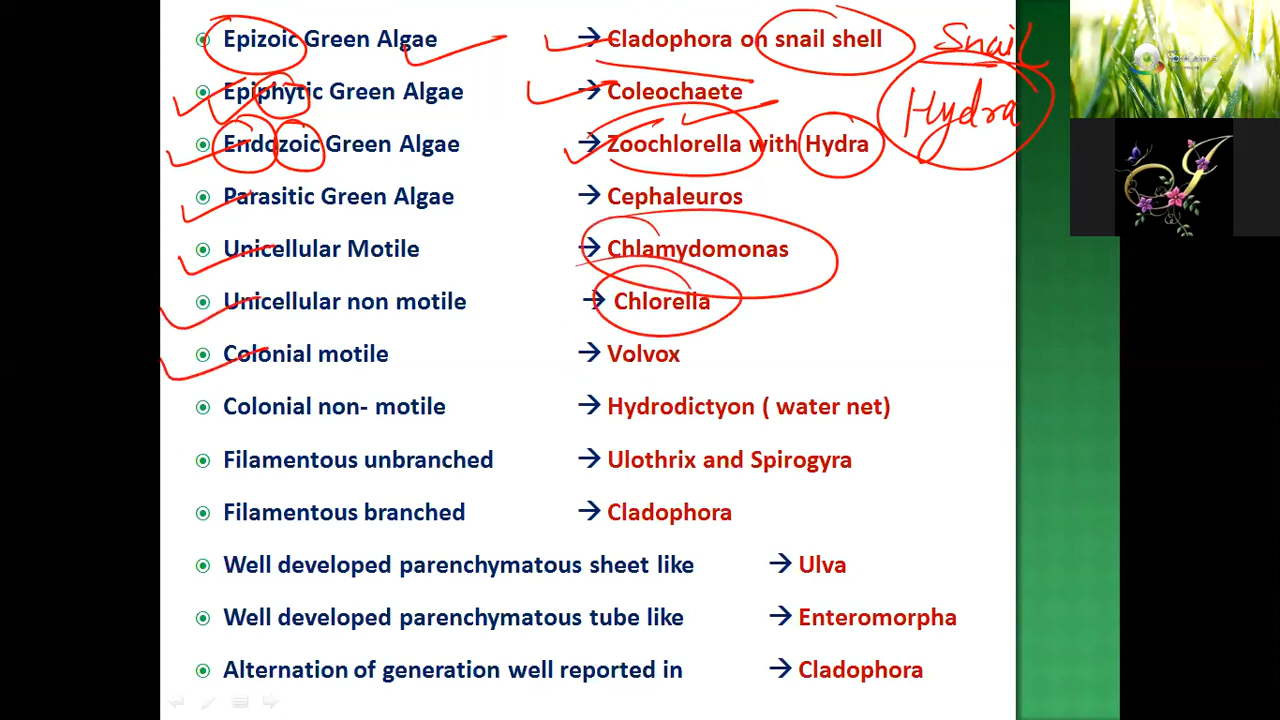 Epizoic Green Algae → Cladophora on snail shell
Snail
Epiphytic Green Algae → Coleochaete
Hydra
Endozoic Green Algae → Zoochlorella with Hydra
Parasitic Green Algae → Cephaleuros
Unicellular Motile → Chlamydomonas
Unicellular non motile → Chlorella
Colonial motile → Volvox
Colonial non- motile → Hydrodictyon ( water net)
Filamentous unbranched → Ulothrix and Spirogyra
Filamentous branched → Cladophora
Well developed parenchymatous sheet like → Ulva
Well developed parenchymatous tube like → Enteromorpha
Alternation of generation well reported in → Cladophora